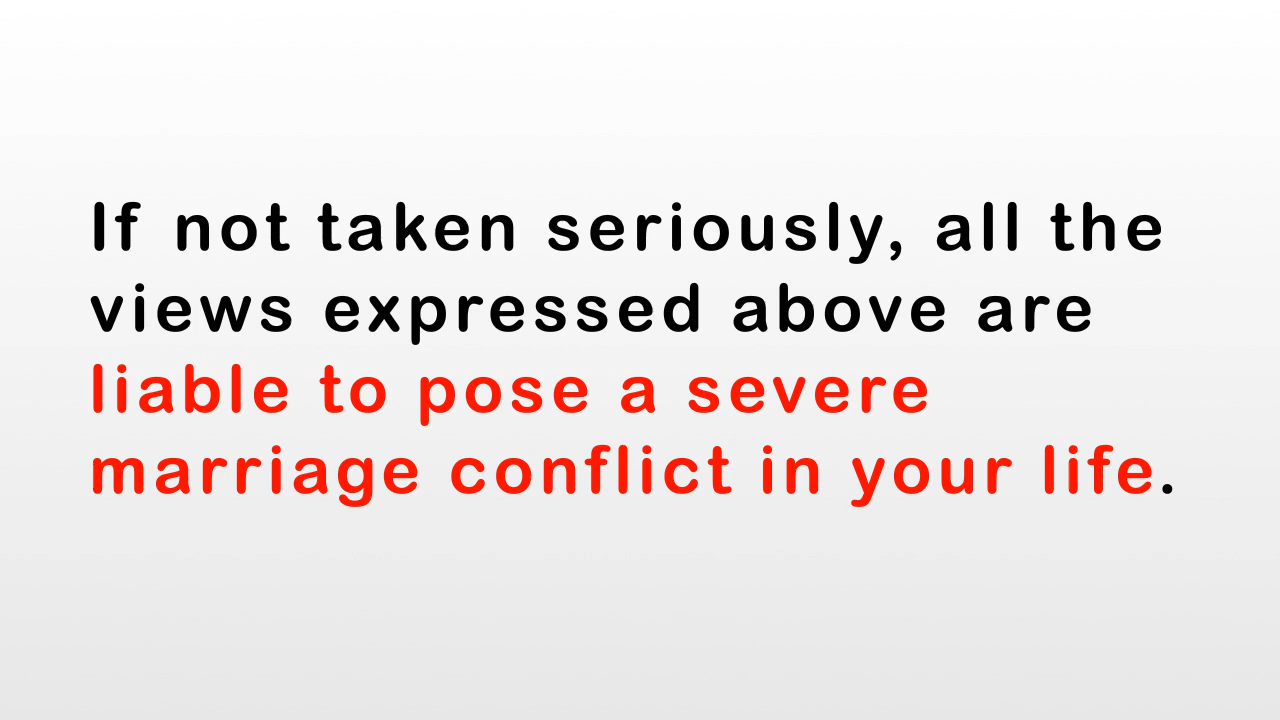 If not taken seriously, all the
views expressed above are
liable to pose a severe
marriage conflict in your life.